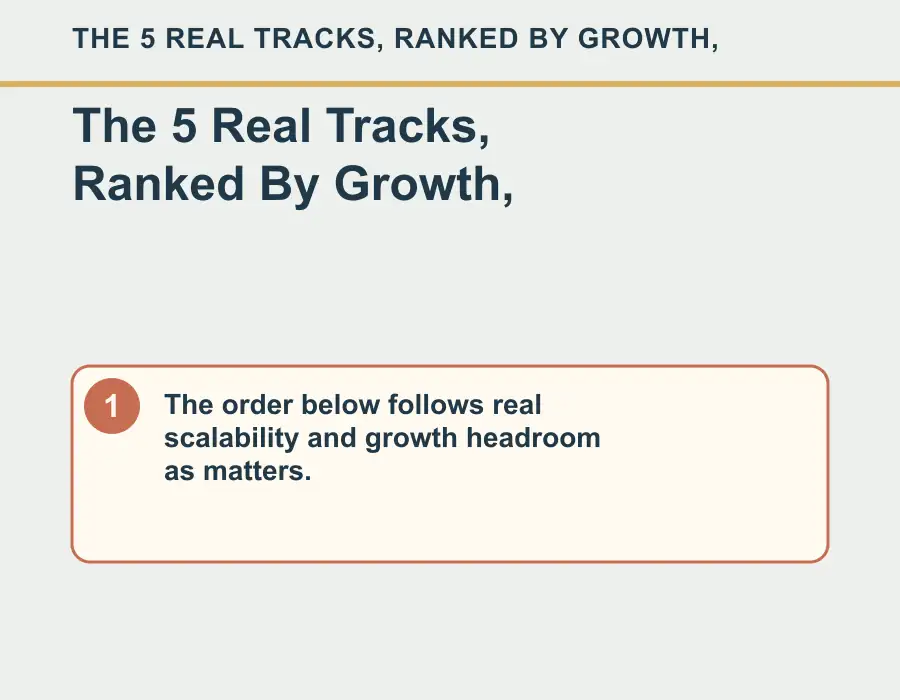 THE 5 REAL TRACKS, RANKED BY GROWTH,
The 5 Real Tracks,
Ranked By Growth,
1
The order below follows real
scalability and growth headroom
as matters.